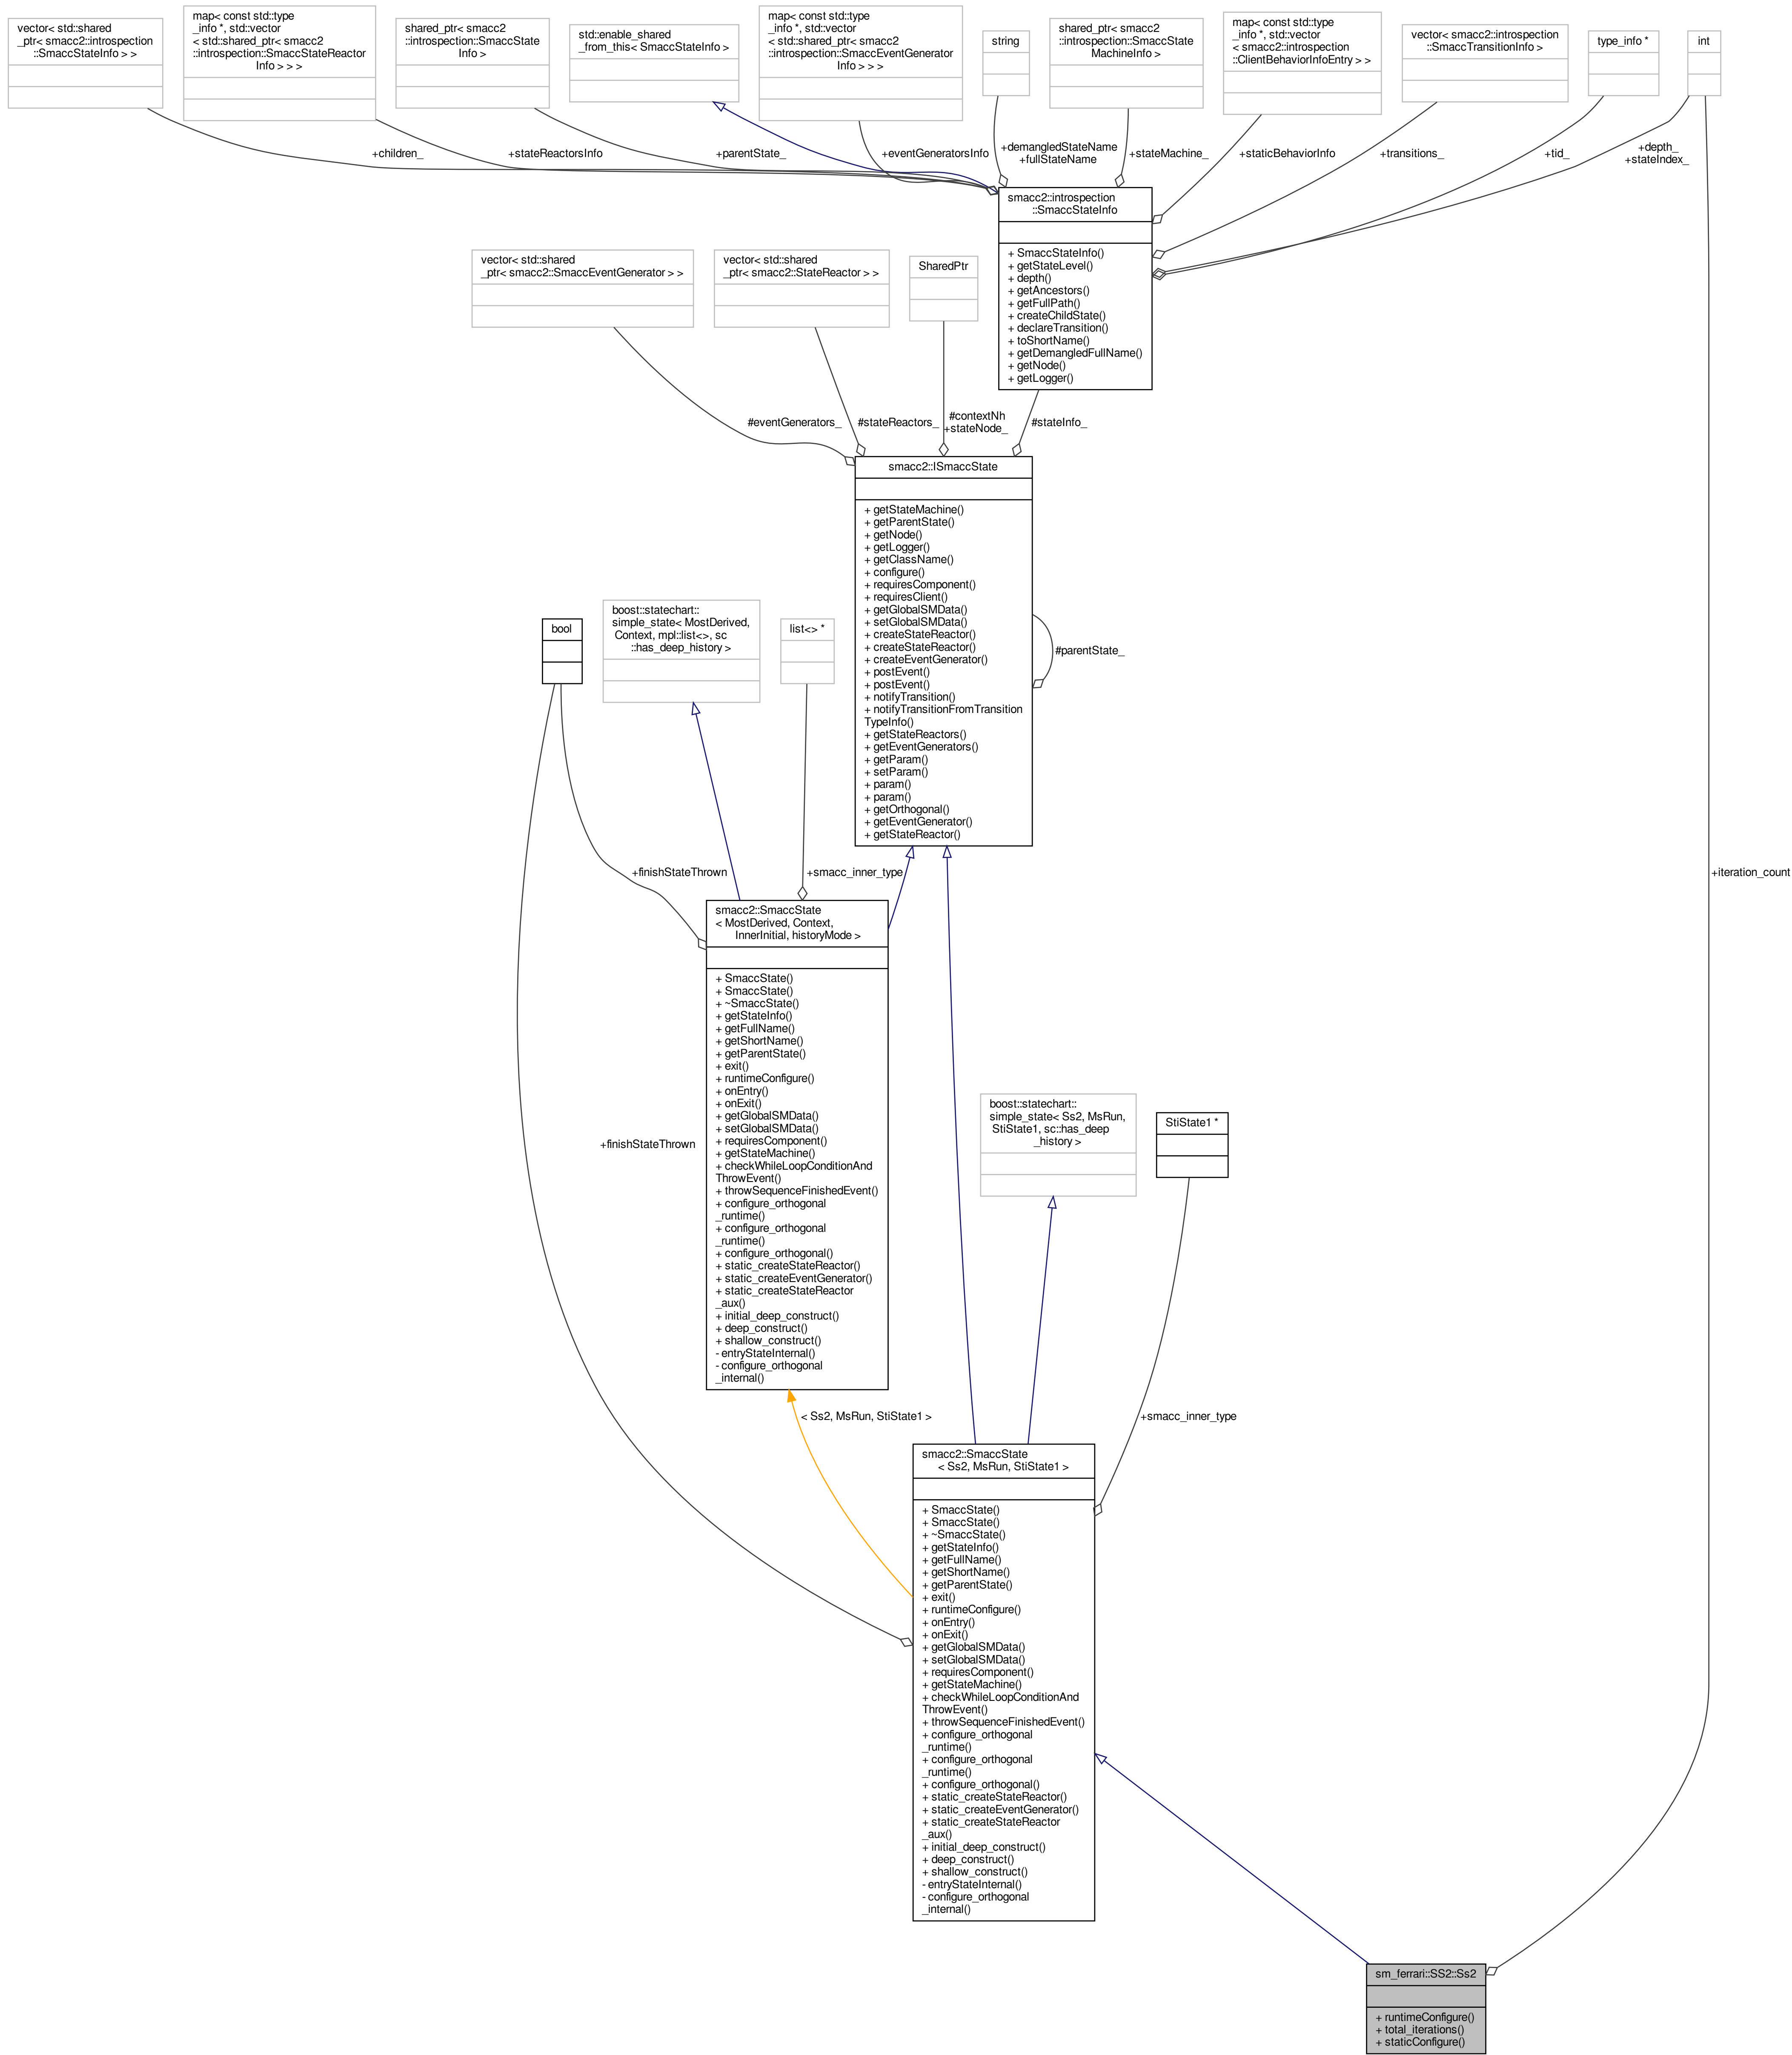 vector< std::shared
_ptr< smacc2::introspection
::SmaccStateInfo > >
map< const std::type
_info *, std::vector
< std::shared_ptr< smacc2
::introspection::SmaccStateReactor
Info > > >
shared_ptr< smacc2
::introspection::SmaccState
Info >
std::enable_shared
_from_this< SmaccStateInfo >
map< const std::type
_info *, std::vector
< std::shared_ptr< smacc2
::introspection::SmaccEventGenerator
Info > > >
string
shared_ptr< smacc2
::introspection::SmaccState
MachineInfo >
map< const std::type
_info *, std::vector
< smacc2::introspection
::ClientBehaviorInfoEntry > >
vector< smacc2::introspection
::SmaccTransitionInfo >
type_info *
int
+children_
+stateReactorsInfo
+parentState_
+eventGeneratorsInfo
+demangledStateName
+fullStateName
+stateMachine_
+staticBehaviorInfo
+transitions_
+tid_
+depth_
+stateIndex_
smacc2::introspection
::SmaccStateInfo
+ SmaccStateInfo()
+ getStateLevel()
+ depth()
+ getAncestors()
+ getFullPath()
+ createChildState()
+ declareTransition()
+ toShortName()
+ getDemangledFullName()
+ getNode()
+ getLogger()
vector< std::shared
_ptr< smacc2::SmaccEventGenerator > >
vector< std::shared
_ptr< smacc2::StateReactor > >
SharedPtr
#eventGenerators_
#stateReactors_
#contextNh
+stateNode_
#stateInfo_
smacc2::ISmaccState
+ getStateMachine()
+ getParentState()
+ getNode()
+ getLogger()
+ getClassName()
+ configure()
+ requiresComponent()
+ requiresClient()
+ getGlobalSMData()
+ setGlobalSMData()
+ createStateReactor()
+ createStateReactor()
+ createEventGenerator()
+ postEvent()
+ postEvent()
+ notifyTransition()
+ notifyTransitionFromTransition
TypeInfo()
+ getStateReactors()
+ getEventGenerators()
+ getParam()
+ setParam()
+ param()
+ param()
+ getOrthogonal()
+ getEventGenerator()
+ getStateReactor()
#parentState_
bool
boost::statechart::
simple_state< MostDerived,
Context, mpl::list<>, sc
::has_deep_history >
list<> *
+finishStateThrown
+smacc_inner_type
+iteration_count
smacc2::SmaccState
< MostDerived, Context,
InnerInitial, historyMode >
+ SmaccState()
+ SmaccState()
+ ~SmaccState()
+ getStateInfo()
+ getFullName()
+ getShortName()
+ getParentState()
+ exit()
+ runtimeConfigure()
+ onEntry()
+ onExit()
+ getGlobalSMData()
+ setGlobalSMData()
+ requiresComponent()
+ getStateMachine()
+ checkWhileLoopConditionAnd
ThrowEvent()
+ throwSequenceFinishedEvent()
+ configure_orthogonal
_runtime()
+ configure_orthogonal
_runtime()
+ configure_orthogonal()
+ static_createStateReactor()
+ static_createEventGenerator()
+ static_createStateReactor
_aux()
+ initial_deep_construct()
+ deep_construct()
+ shallow_construct()
- entryStateInternal()
- configure_orthogonal
_internal()
+finishStateThrown
boost::statechart::
simple_state< Ss2, MsRun,
StiState1, sc::has_deep
_history >
StiState1 *
< Ss2, MsRun, StiState1 >
+smacc_inner_type
smacc2::SmaccState
< Ss2, MsRun, StiState1 >
+ SmaccState()
+ SmaccState()
+ ~SmaccState()
+ getStateInfo()
+ getFullName()
+ getShortName()
+ getParentState()
+ exit()
+ runtimeConfigure()
+ onEntry()
+ onExit()
+ getGlobalSMData()
+ setGlobalSMData()
+ requiresComponent()
+ getStateMachine()
+ checkWhileLoopConditionAnd
ThrowEvent()
+ throwSequenceFinishedEvent()
+ configure_orthogonal
_runtime()
+ configure_orthogonal
_runtime()
+ configure_orthogonal()
+ static_createStateReactor()
+ static_createEventGenerator()
+ static_createStateReactor
_aux()
+ initial_deep_construct()
+ deep_construct()
+ shallow_construct()
- entryStateInternal()
- configure_orthogonal
_internal()
sm_ferrari::SS2::Ss2
+ runtimeConfigure()
+ total_iterations()
+ staticConfigure()